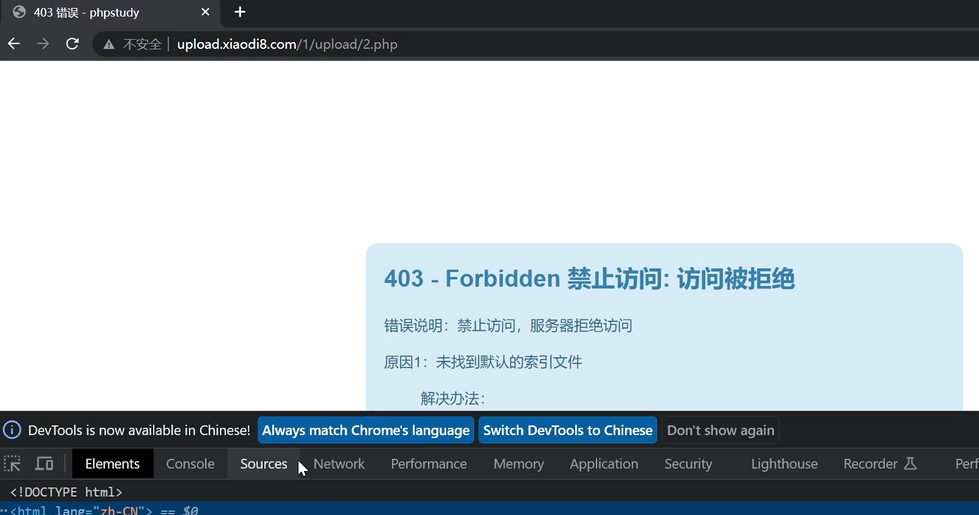 403 错误 - phpstudy
不安全 | upload.xiaodi8.com/1/upload/2.php
403 - Forbidden 禁止访问: 访问被拒绝
错误说明：禁止访问，服务器拒绝访问
原因1：未找到默认的索引文件
解决办法：
DevTools is now available in Chinese! Always match Chrome's language Switch DevTools to Chinese Don't show again
Elements Console Sources Network Performance Memory Application Security Lighthouse Recorder Perf
<!DOCTYPE html>
<html lang="zh-CN"> == $0